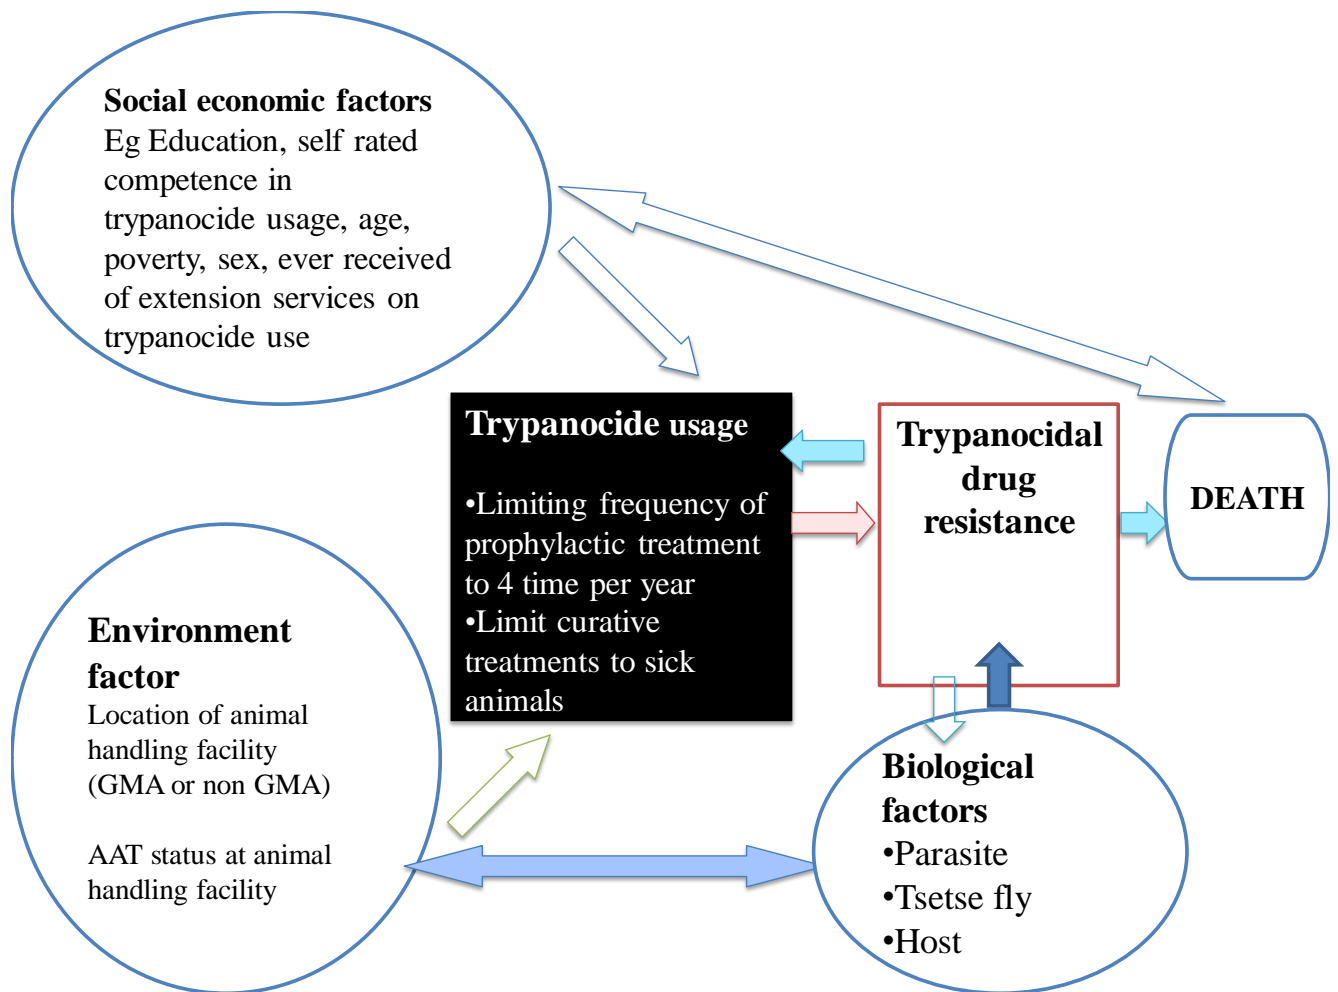 Social economic factors
Eg Education, self rated
competence in
trypanocide usage, age,
poverty, sex, ever received
of extension services on
trypanocide use
Trypanocide usage
•Limiting frequency of
prophylactic treatment
to 4 time per year
•Limit curative
treatments to sick
animals
Trypanocidal
drug
resistance
DEATH
Environment
factor
Location of animal
handling facility
(GMA or non GMA)
AAT status at animal
handling facility
Biological
factors
•Parasite
•Tsetse fly
•Host